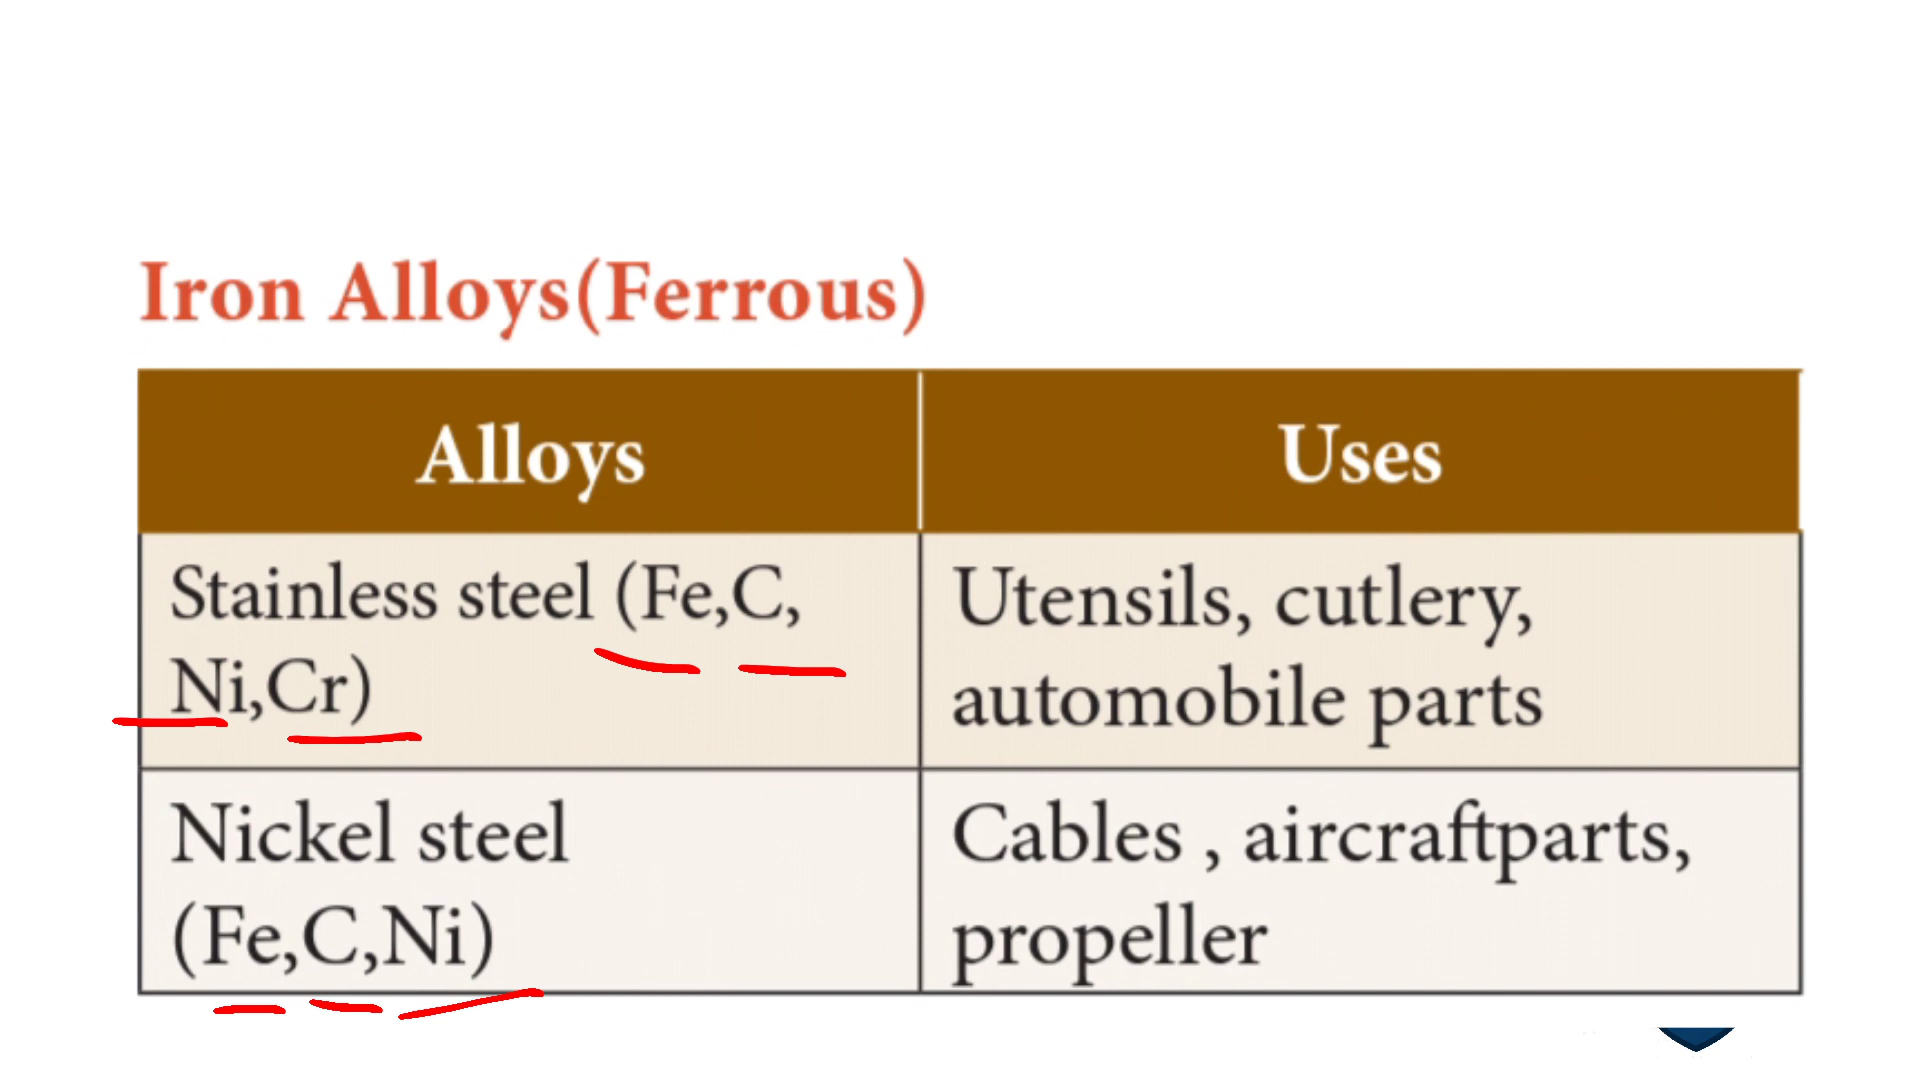 Iron Alloys(Ferrous)
Alloys
Uses
Stainless steel (Fe,C,
Ni,Cr)
Utensils, cutlery,
automobile parts
Nickel steel
(Fe,C,Ni)
Cables , aircraftparts,
propeller